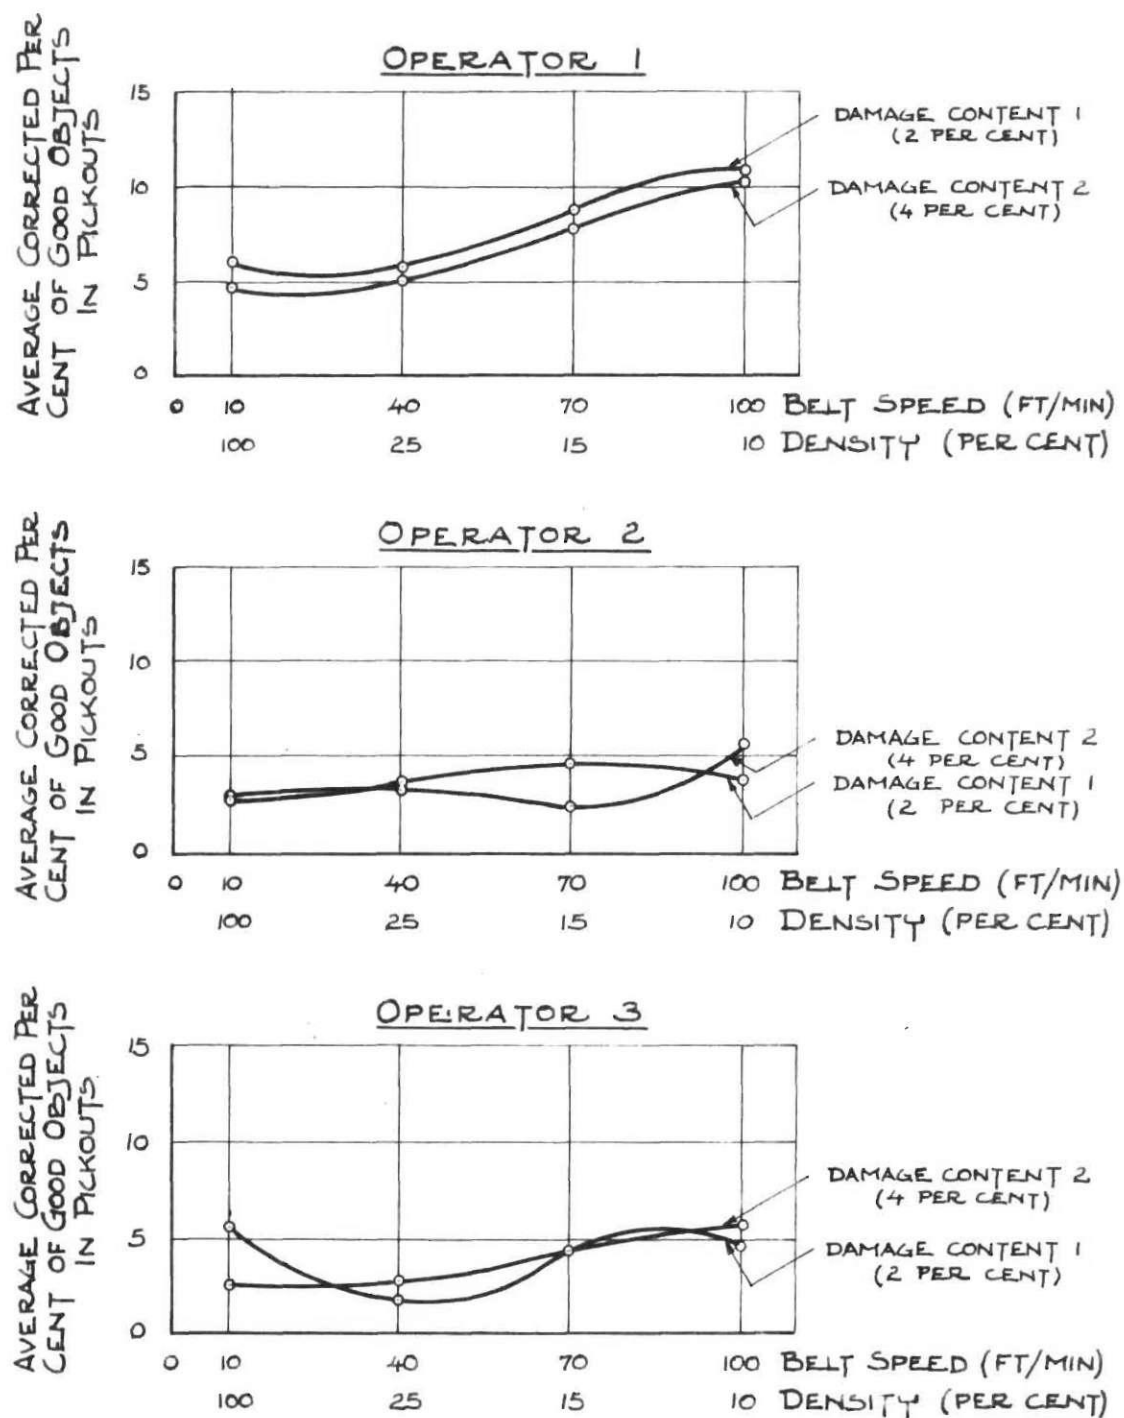 OPERATOR 1
AVERAGE CORRECTED PER
CENT OF GOOD OBJECTS
IN PICKOUTS
15
10
5
0
DAMAGE CONTENT 1
(2 PER CENT)
DAMAGE CONTENT 2
(4 PER CENT)
0 10 40 70 100 BELT SPEED (FT/MIN)
100 25 15 10 DENSITY (PER CENT)
OPERATOR 2
AVERAGE CORRECTED PER
CENT OF GOOD OBJECTS
IN PICKOUTS
15
10
5
0
DAMAGE CONTENT 2
(4 PER CENT)
DAMAGE CONTENT 1
(2 PER CENT)
0 10 40 70 100 BELT SPEED (FT/MIN)
100 25 15 10 DENSITY (PER CENT)
OPERATOR 3
AVERAGE CORRECTED PER
CENT OF GOOD OBJECTS
IN PICKOUTS
15
10
5
0
DAMAGE CONTENT 2
(4 PER CENT)
DAMAGE CONTENT 1
(2 PER CENT)
0 10 40 70 100 BELT SPEED (FT/MIN)
100 25 15 10 DENSITY (PER CENT)